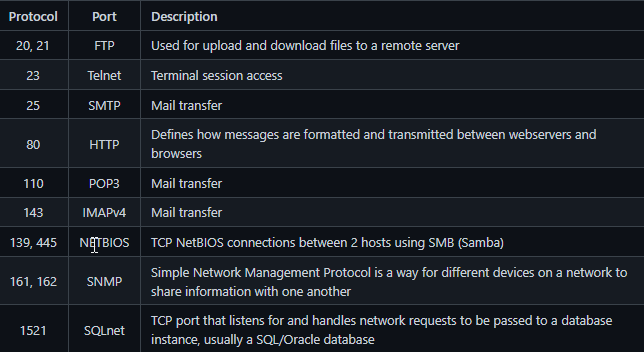 Protocol Port Description
20, 21 FTP Used for upload and download files to a remote server
23 Telnet Terminal session access
25 SMTP Mail transfer
80 HTTP Defines how messages are formatted and transmitted between webservers and
browsers
110 POP3 Mail transfer
143 IMAPv4 Mail transfer
139, 445 NETBIOS TCP NetBIOS connections between 2 hosts using SMB (Samba)
161, 162 SNMP Simple Network Management Protocol is a way for different devices on a network to
share information with one another
1521 SQLnet TCP port that listens for and handles network requests to be passed to a database
instance, usually a SQL/Oracle database